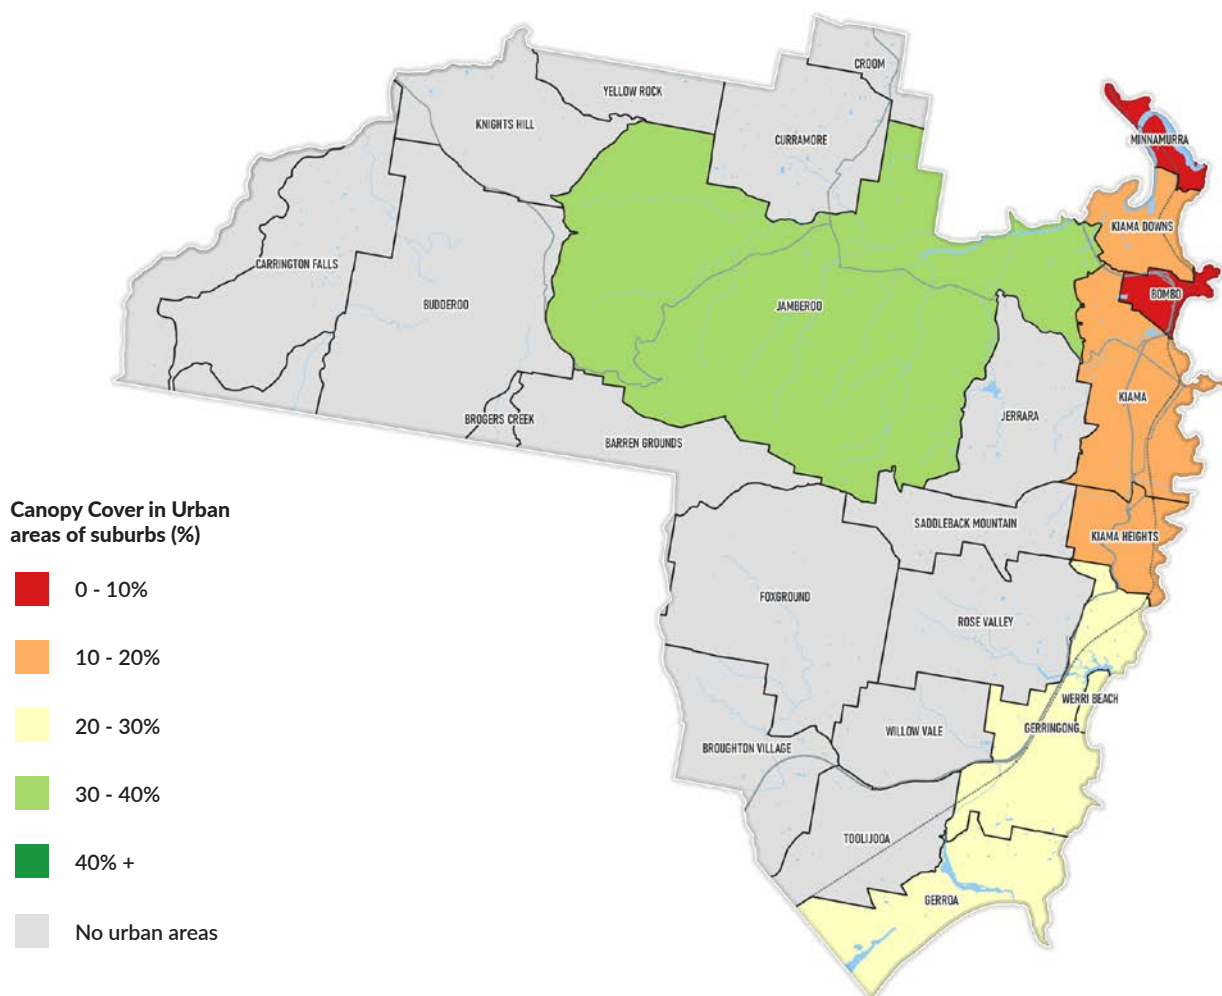 CROOM
YELLOW ROCK
KNIGHTS HILL
CURRAMORE
MINNAMURRA
KIAMA DOWNS
CARRINGTON FALLS
BUDDEROO
JAMBEROO
BOMBO
KIAMA
BROGERS CREEK
BARREN GROUNDS
JERRARA
SADDLEBACK MOUNTAIN
KIAMA HEIGHTS
FOXGROUND
ROSE VALLEY
WERRI BEACH
GERRINGONG
WILLOW VALE
BROUGHTON VILLAGE
TOOLIJOOA
GERROA
Canopy Cover in Urban
areas of suburbs (%)
0 - 10%
10 - 20%
20 - 30%
30 - 40%
40% +
No urban areas